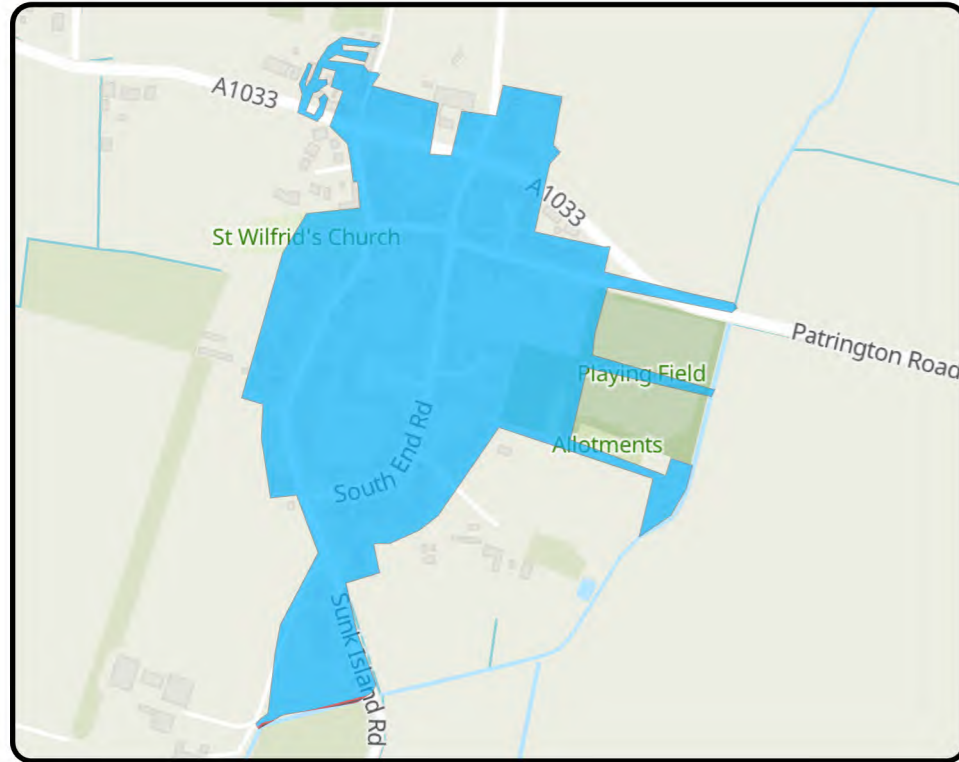 A1033
A1033
St Wilfrid's Church
Patrington Road
Playing Field
Allotments
South End Rd
Sunk Island Rd